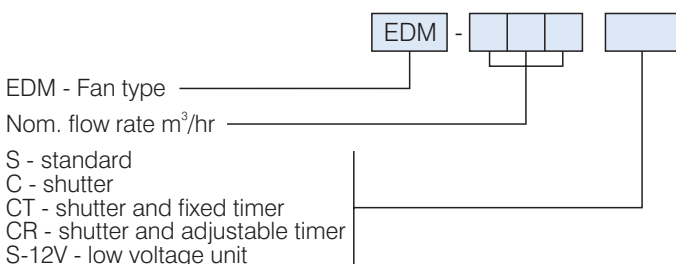 EDM -
EDM - Fan type
Nom. flow rate m³/hr
S - standard
C - shutter
CT - shutter and fixed timer
CR - shutter and adjustable timer
S-12V - low voltage unit